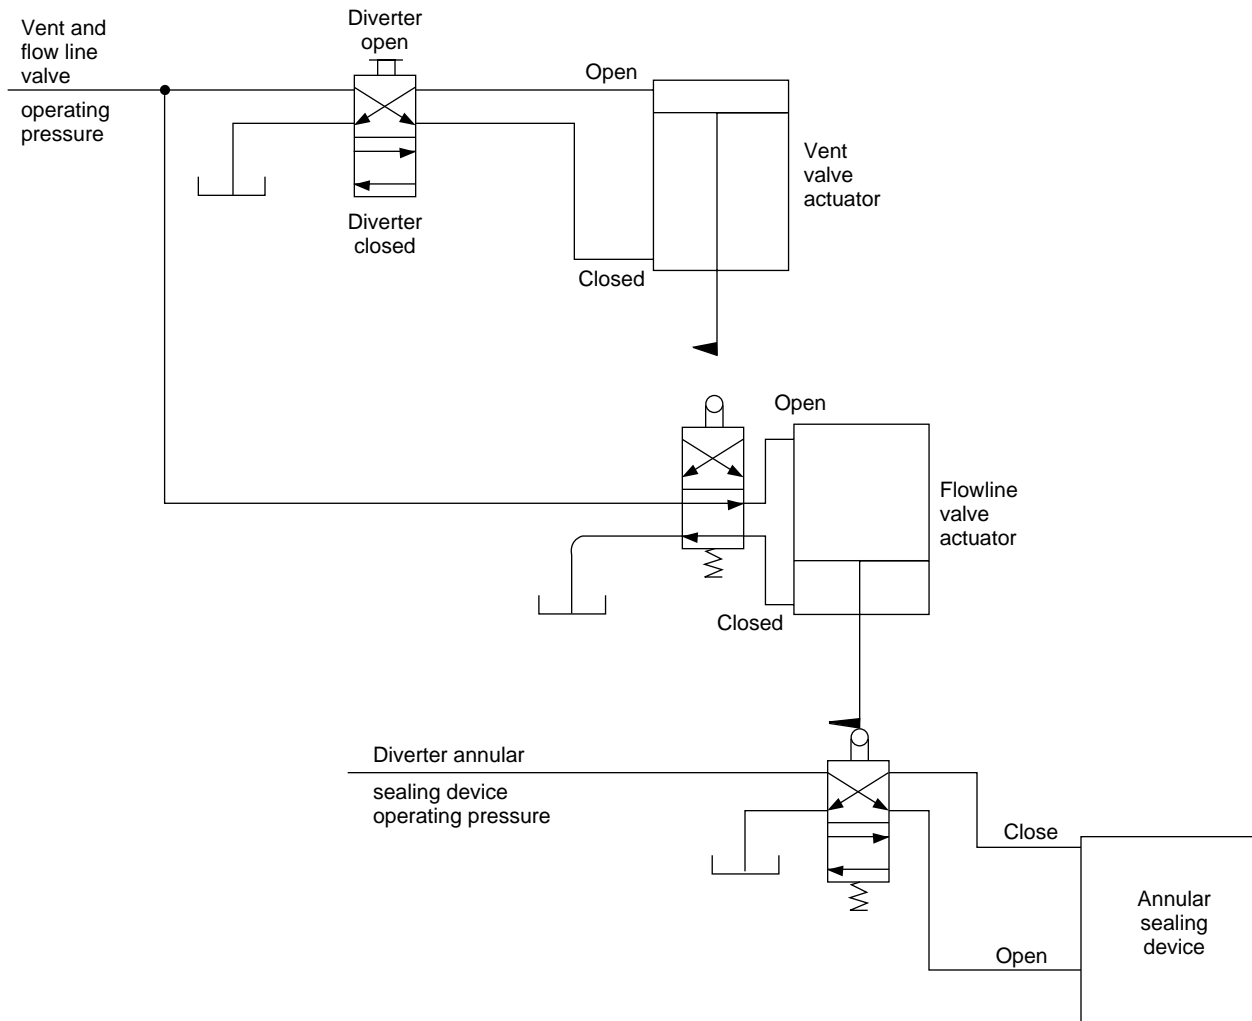 Vent and
flow line
valve
operating
pressure
Diverter
open
Diverter
closed
Open
Closed
Vent
valve
actuator
Open
Closed
Flowline
valve
actuator
Diverter annular
sealing device
operating pressure
Close
Open
Annular
sealing
device